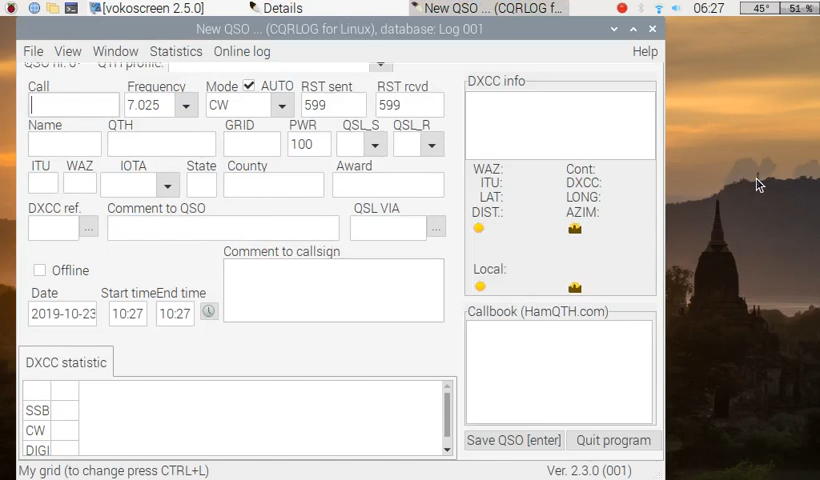 [vokoscreen 2.5.0]
Details
New QSO ... (CQRLOG f...
06:27
45°
51 %
New QSO ... (CQRLOG for Linux), database: Log 001
File View Window Statistics Online log Help
QSO nr. QTH profile:
Call Frequency Mode AUTO RST sent RST rcvd
7.025 CW 599 599
Name QTH GRID PWR QSL_S QSL_R
100
ITU WAZ IOTA State County Award
DXCC ref. Comment to QSO QSL VIA
... ...
Comment to callsign
Offline
Date Start time End time
2019-10-23 10:27 10:27
DXCC statistic
SSB
CW
DIGI
DXCC info
WAZ: Cont:
ITU: DXCC:
LAT: LONG:
DIST.: AZIM:
Local:
Callbook (HamQTH.com)
Save QSO [enter] Quit program
My grid (to change press CTRL+L) Ver. 2.3.0 (001)